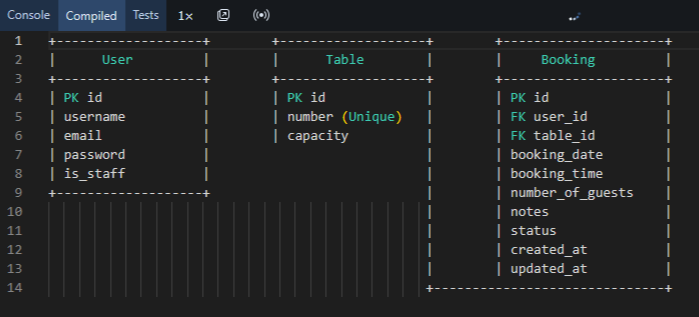 Console Compiled Tests 1×
1 +-------------------+ +-------------------+ +---------------------+
2 | User | | Table | | Booking |
3 +-------------------+ +-------------------+ +---------------------+
4 | PK id | | PK id | | PK id |
5 | username | | number (Unique) | | FK user_id |
6 | email | | capacity | | FK table_id |
7 | password | | booking_date |
8 | is_staff | | booking_time |
9 +-------------------+ | | number_of_guests |
10 | | notes |
11 | | status |
12 | | created_at |
13 | | updated_at |
14 +------------------------------+